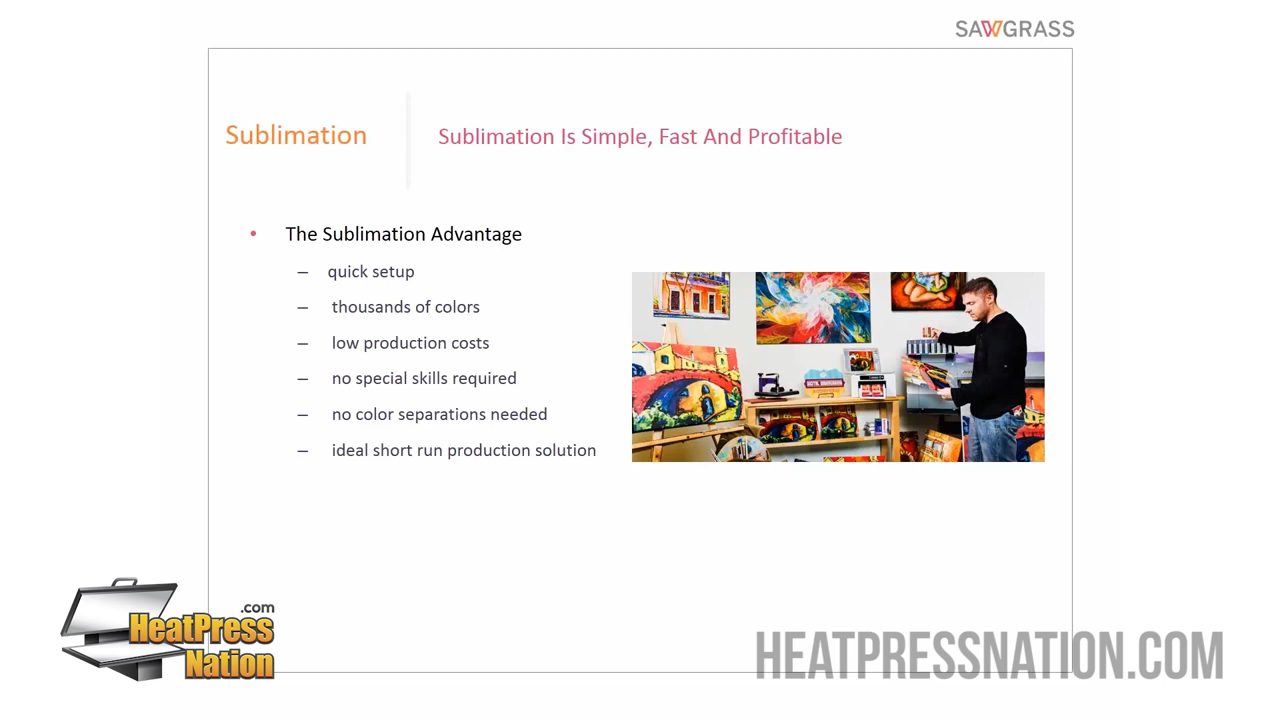 SAWGRASS
Sublimation
Sublimation Is Simple, Fast And Profitable
• The Sublimation Advantage
– quick setup
– thousands of colors
– low production costs
– no special skills required
– no color separations needed
– ideal short run production solution
.com
HeatPress
Nation
HEATPRESSNATION.COM